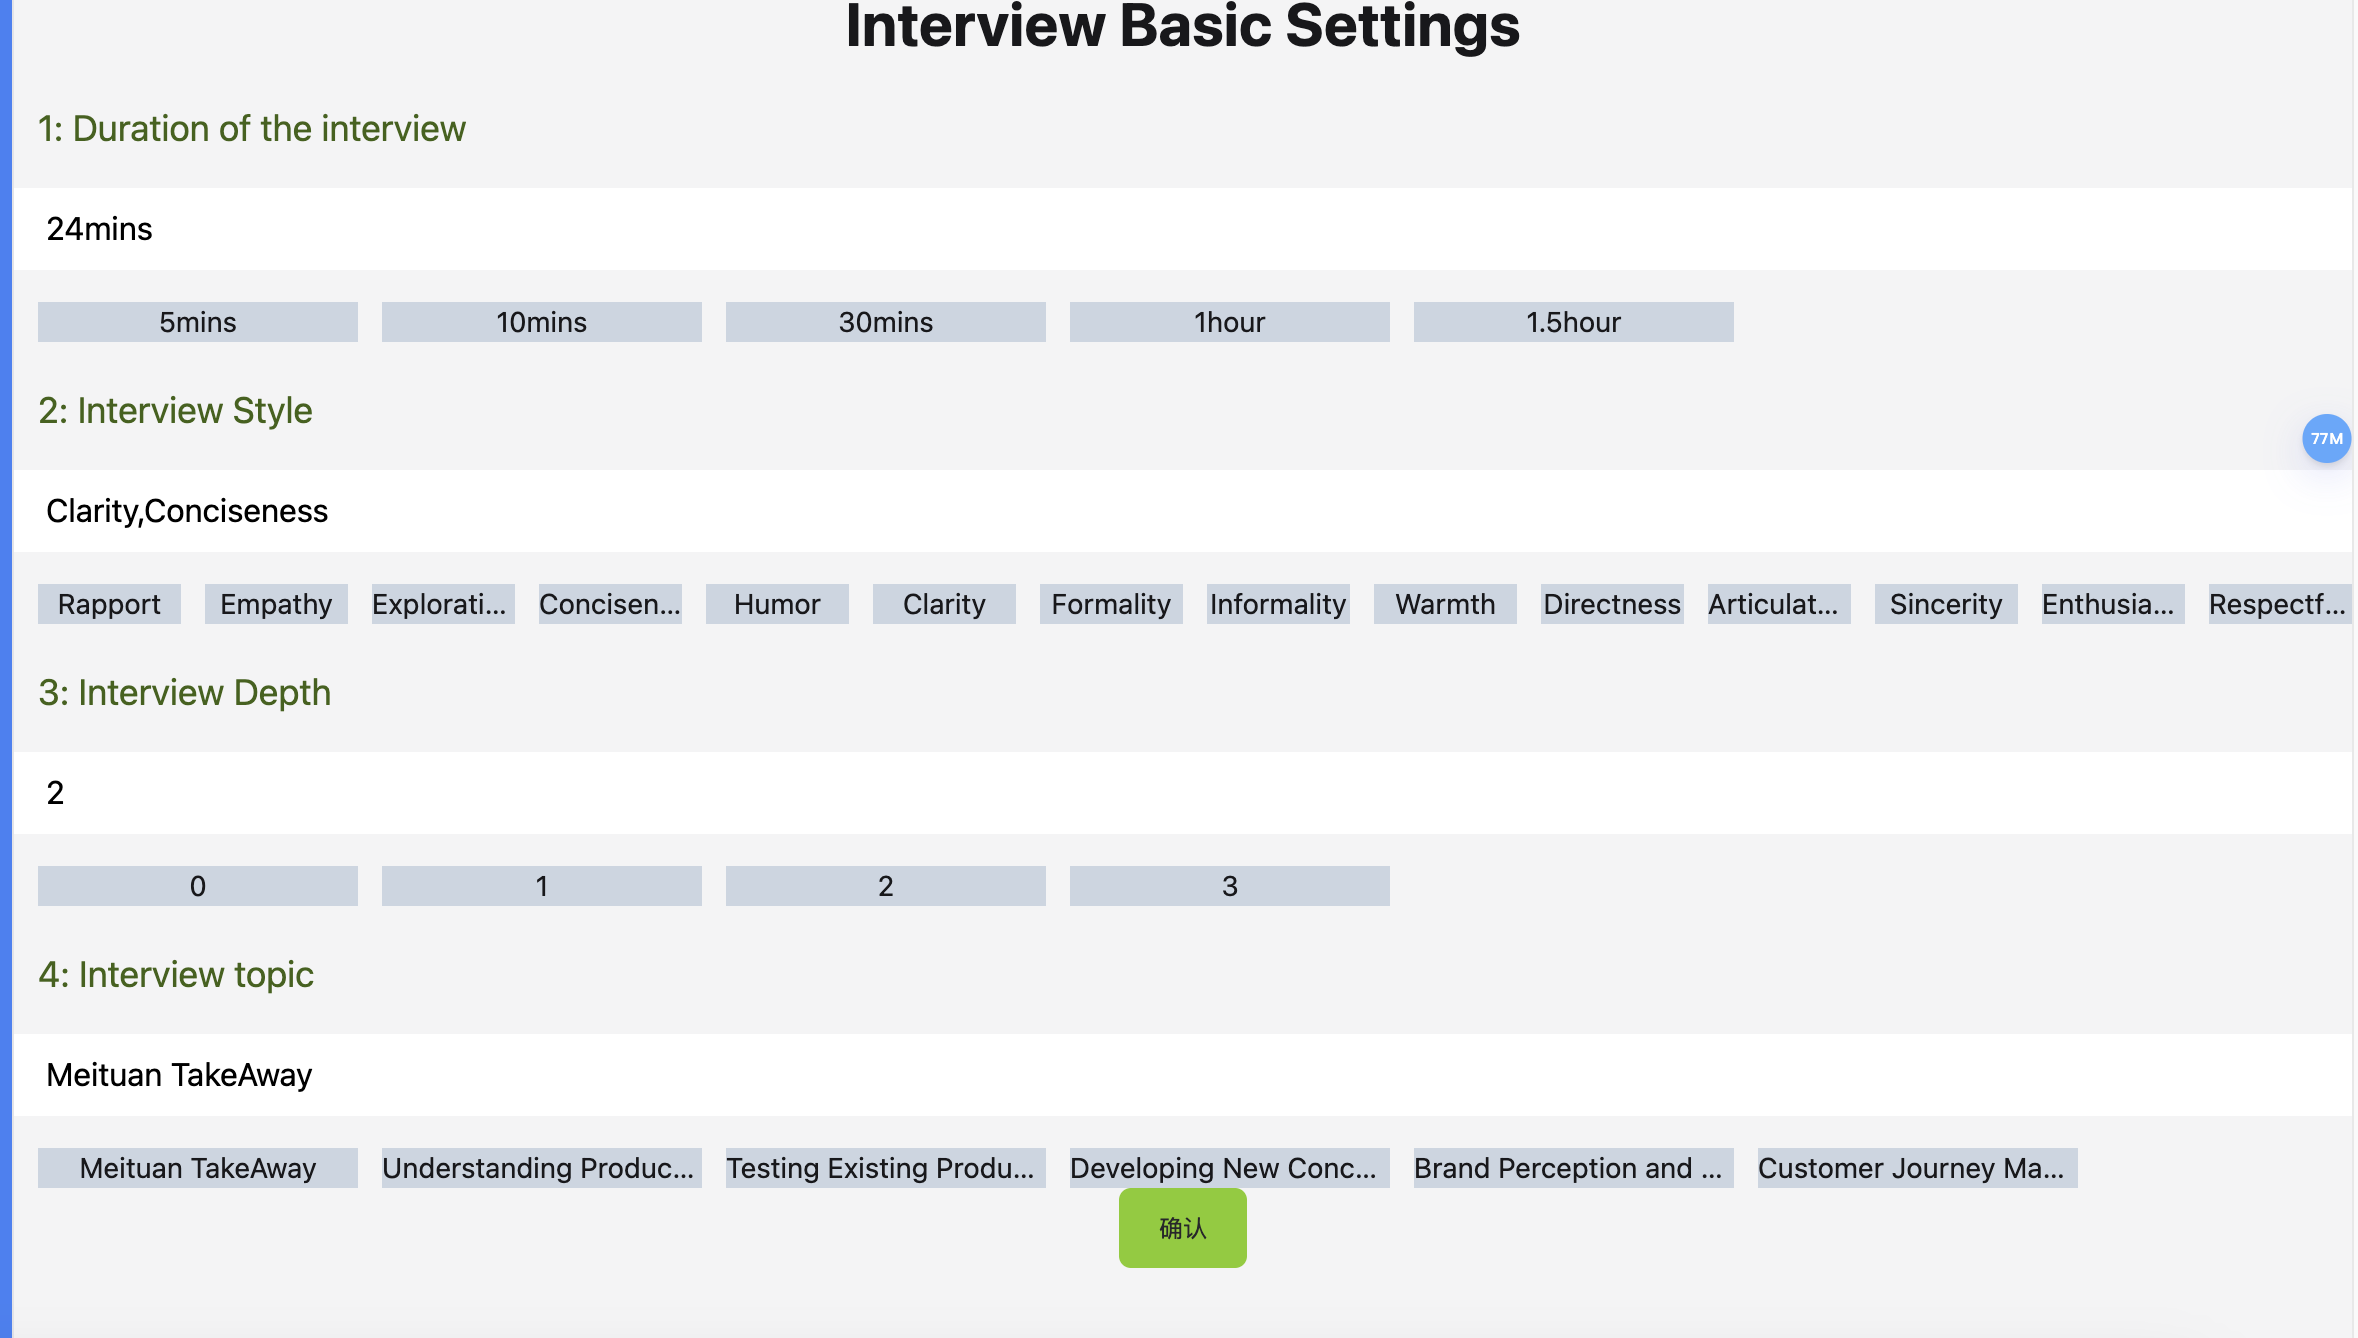 Interview Basic Settings
1: Duration of the interview
24mins
5mins 10mins 30mins 1hour 1.5hour
2: Interview Style
77M
Clarity,Conciseness
Rapport Empathy Explorati... Concisen... Humor Clarity Formality Informality Warmth Directness Articulat... Sincerity Enthusia... Respectf...
3: Interview Depth
2
0 1 2 3
4: Interview topic
Meituan TakeAway
Meituan TakeAway Understanding Produc... Testing Existing Produ... Developing New Conc... Brand Perception and ... Customer Journey Ma...
确认